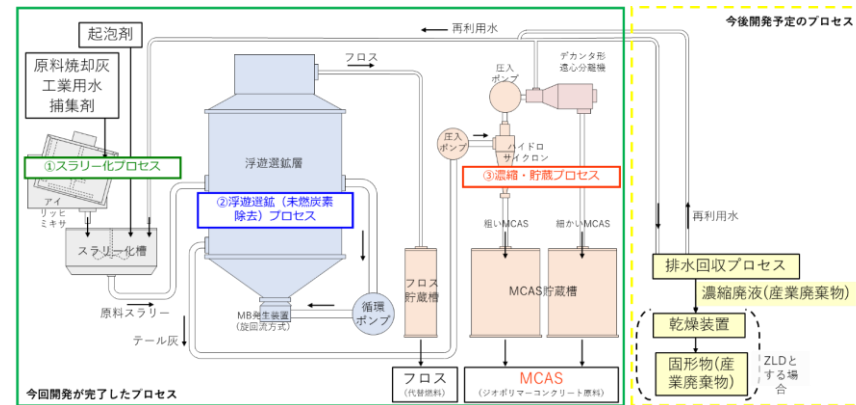 今後開発予定のプロセス
起泡剤
再利用水
原料焼却灰
工業用水
捕集剤
フロス
圧入
ポンプ
デカンタ形
遠心分離機
圧入
ポンプ
ハイドロ
サイクロン
浮遊選鉱層
①スラリー化プロセス
②浮遊選鉱（未燃炭素
除去）プロセス
③濃縮・貯蔵プロセス
アイ
リッヒ
ミキサ
スラリー化槽
粗いMCAS
細かいMCAS
再利用水
排水回収プロセス
濃縮廃液(産業廃棄物)
乾燥装置
固形物(産
業廃棄物)
ZLDと
する場
合
原料スラリー
テール灰
MB発生装置
(旋回流方式)
循環
ポンプ
フロス
貯蔵槽
MCAS貯蔵槽
フロス
(代替燃料)
MCAS
(ジオポリマーコンクリート原料)
今回開発が完了したプロセス